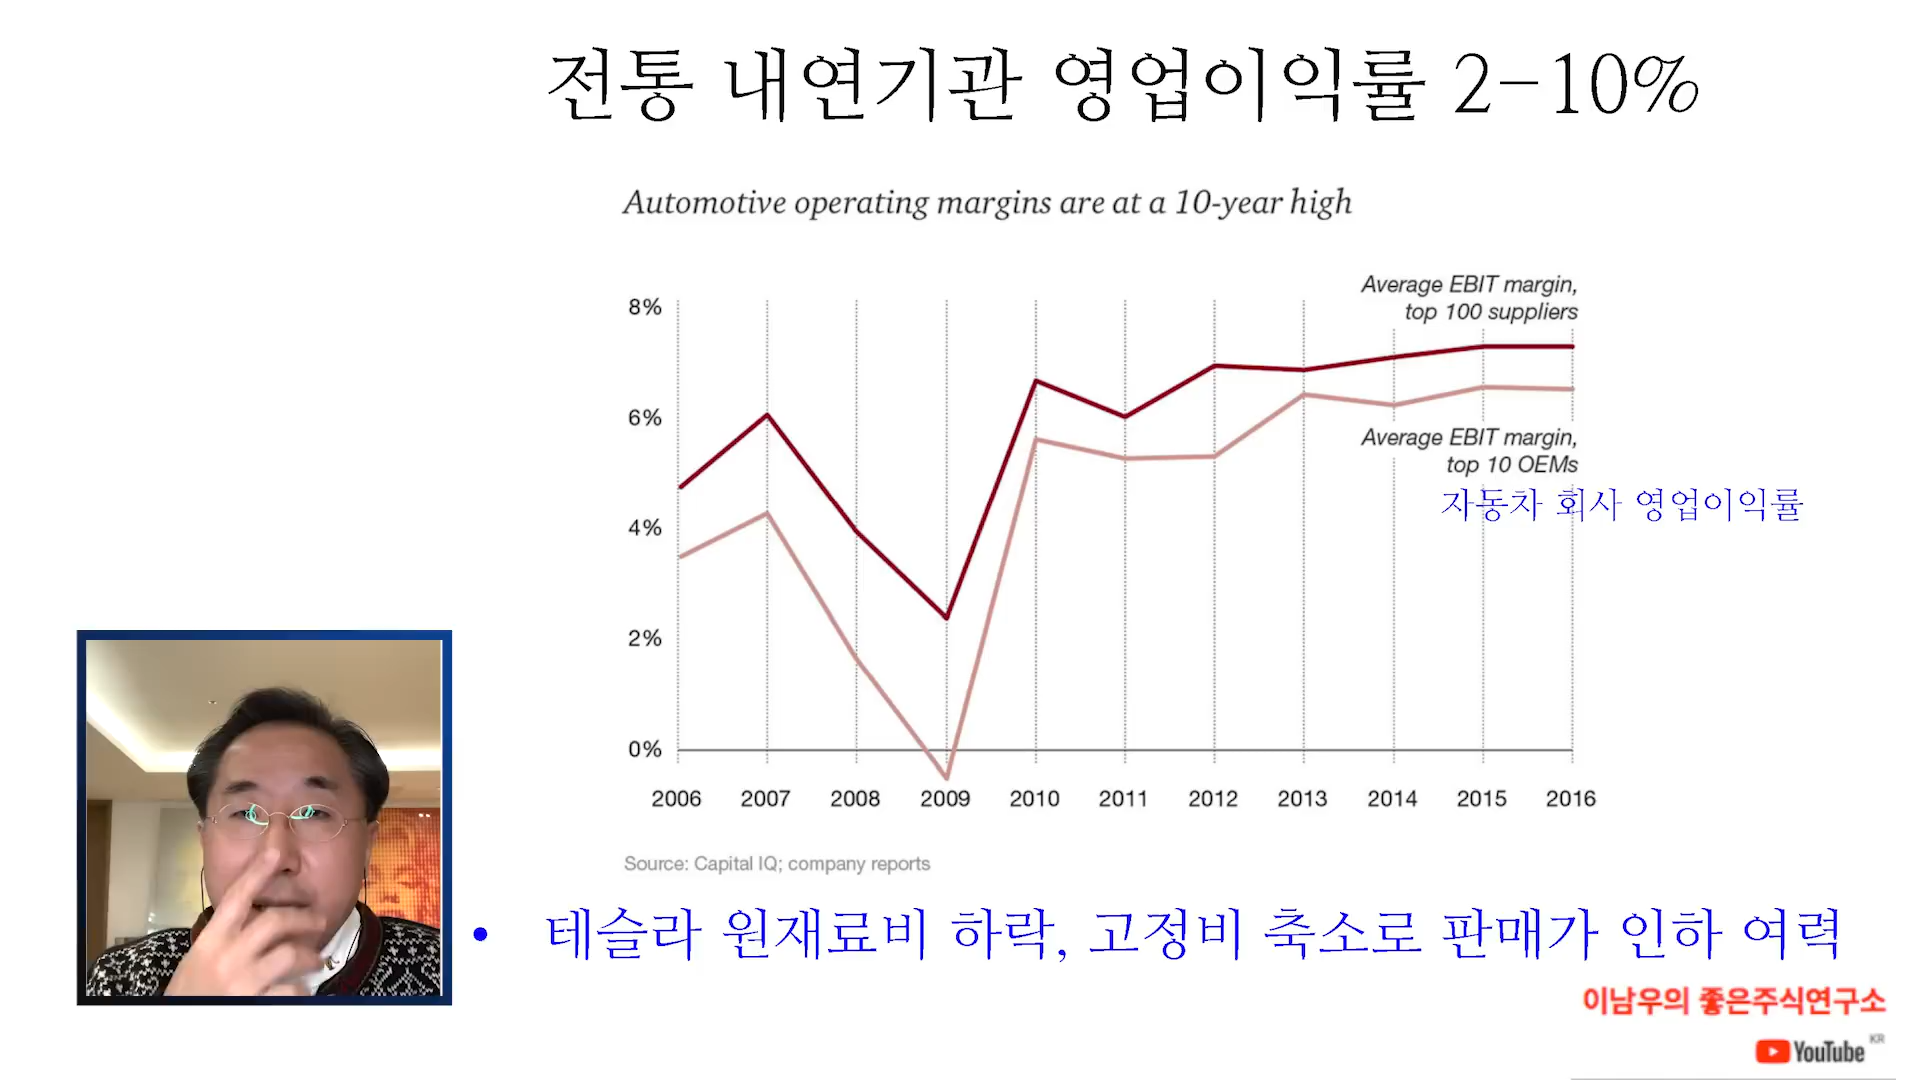 전통 내연기관 영업이익률 2-10%
Automotive operating margins are at a 10-year high
Average EBIT margin,
top 100 suppliers
8%
6%
Average EBIT margin,
top 10 OEMs
자동차 회사 영업이익률
4%
2%
0%
2006 2007 2008 2009 2010 2011 2012 2013 2014 2015 2016
Source: Capital IQ; company reports
• 테슬라 원재료비 하락, 고정비 축소로 판매가 인하 여력
이남우의 좋은주식연구소
YouTube KR